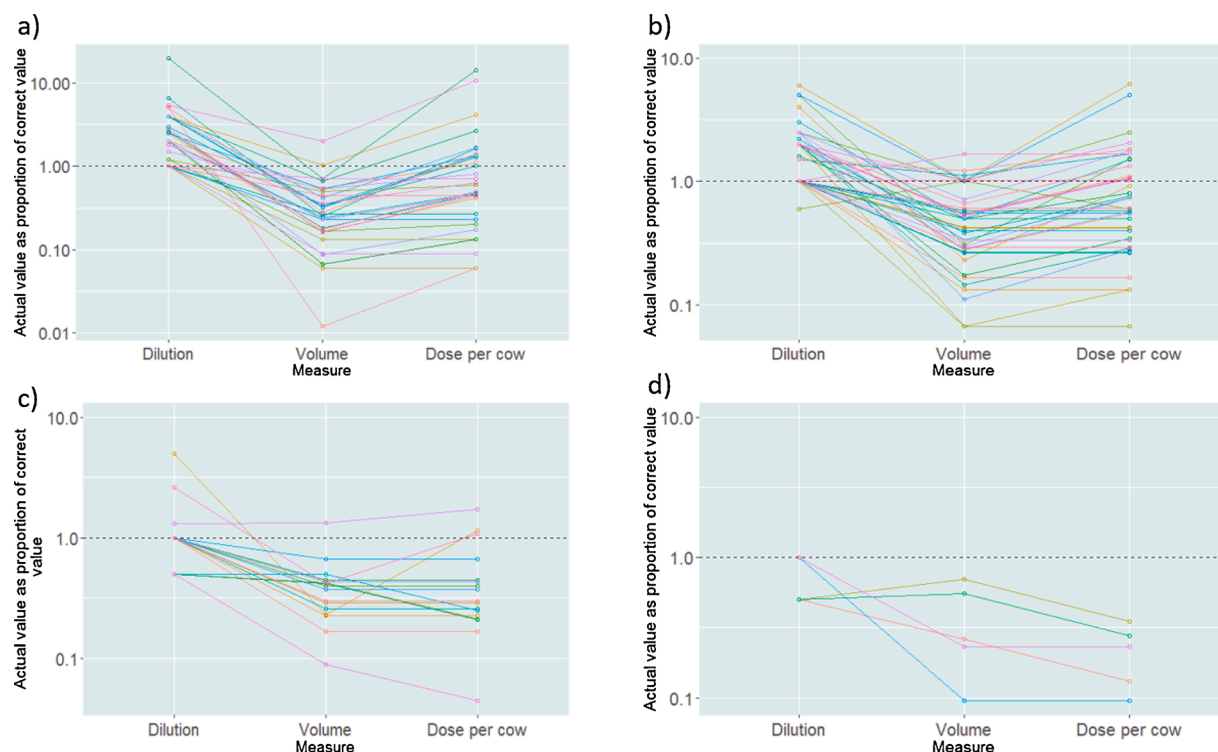 a)
Actual value as proportion of correct value
10.00
1.00
0.10
0.01
Dilution
Volume
Dose per cow
Measure
b)
Actual value as proportion of correct value
10.0
1.0
0.1
Dilution
Volume
Dose per cow
Measure
c)
Actual value as proportion of correct
value
10.0
1.0
0.1
Dilution
Volume
Dose per cow
Measure
d)
Actual value as proportion of correct value
10.0
1.0
0.1
Dilution
Volume
Dose per cow
Measure